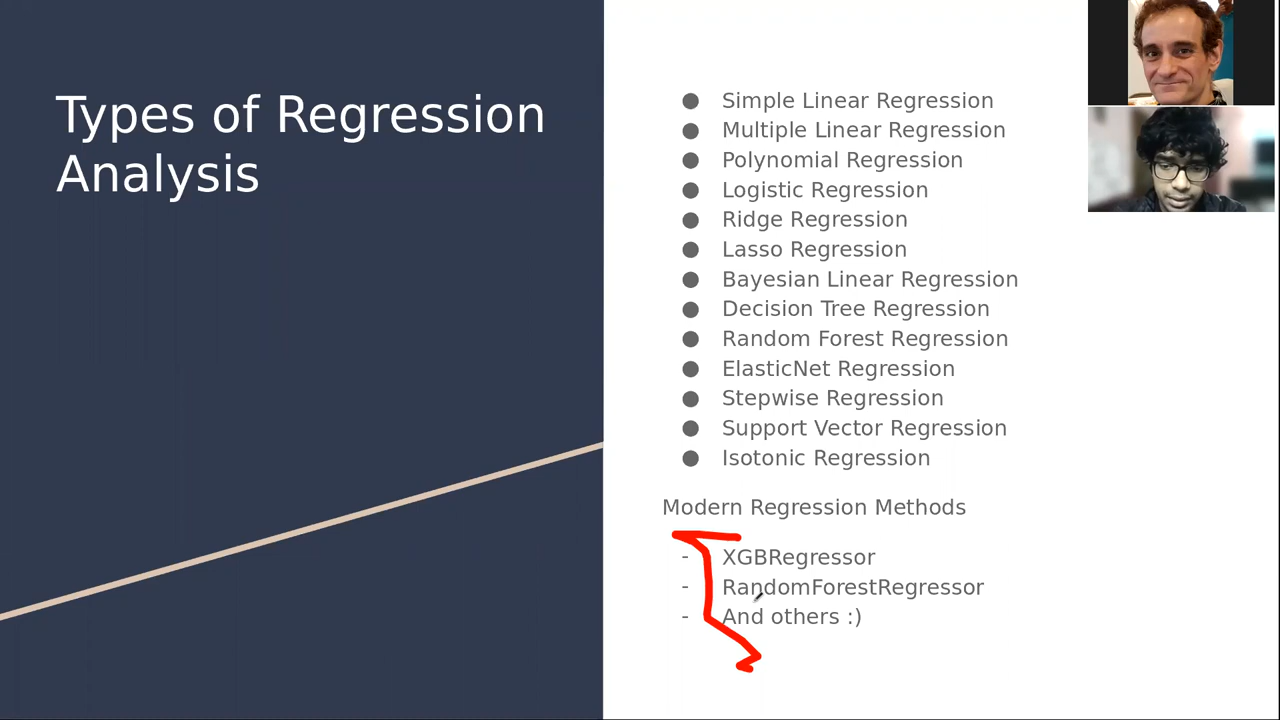 Types of Regression
Analysis
● Simple Linear Regression
● Multiple Linear Regression
● Polynomial Regression
● Logistic Regression
● Ridge Regression
● Lasso Regression
● Bayesian Linear Regression
● Decision Tree Regression
● Random Forest Regression
● ElasticNet Regression
● Stepwise Regression
● Support Vector Regression
● Isotonic Regression
Modern Regression Methods
- XGBRegressor
- RandomForestRegressor
- And others :)